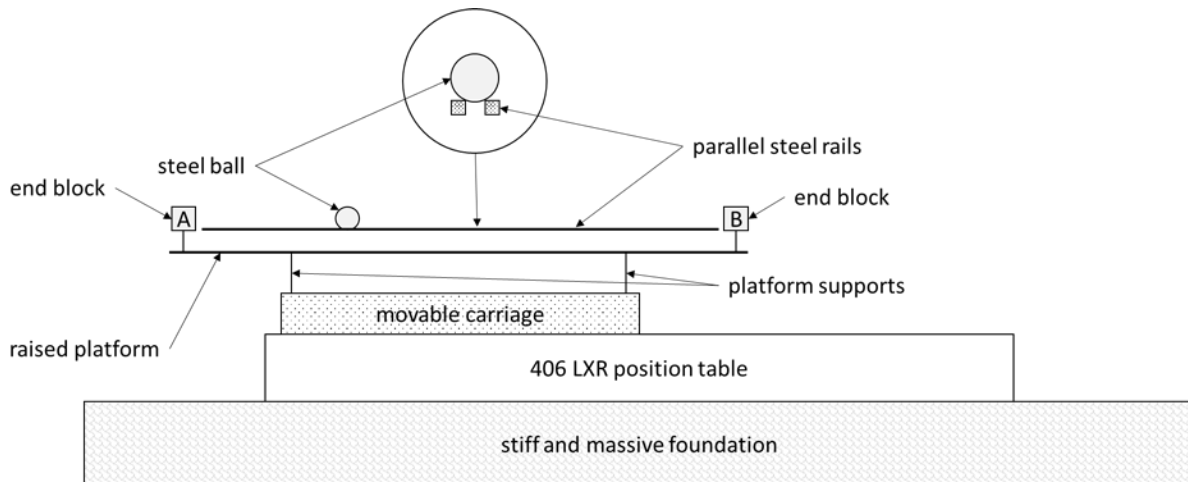 steel ball
parallel steel rails
end block
end block
A
B
platform supports
movable carriage
raised platform
406 LXR position table
stiff and massive foundation